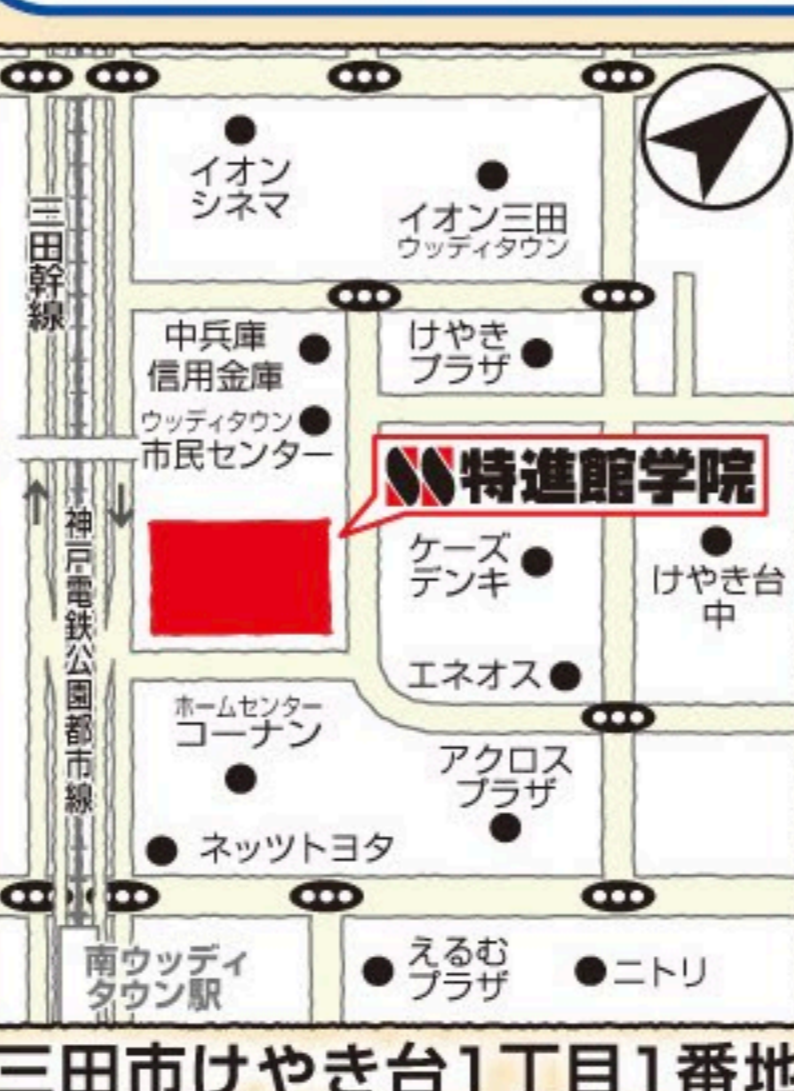 イオン
シネマ
イオン三田
ウッディタウン
三田幹線
中兵庫
信用金庫
けやき
プラザ
ウッディタウン
市民センター
SS特進館学院
神戸電鉄公園都市線
ケーズ
デンキ
けやき台
中
エネオス
ホームセンター
コーナン
アクロス
プラザ
ネッツトヨタ
南ウッディ
タウン駅
えるむ
プラザ
ニトリ
三田市けやき台1丁目1番地